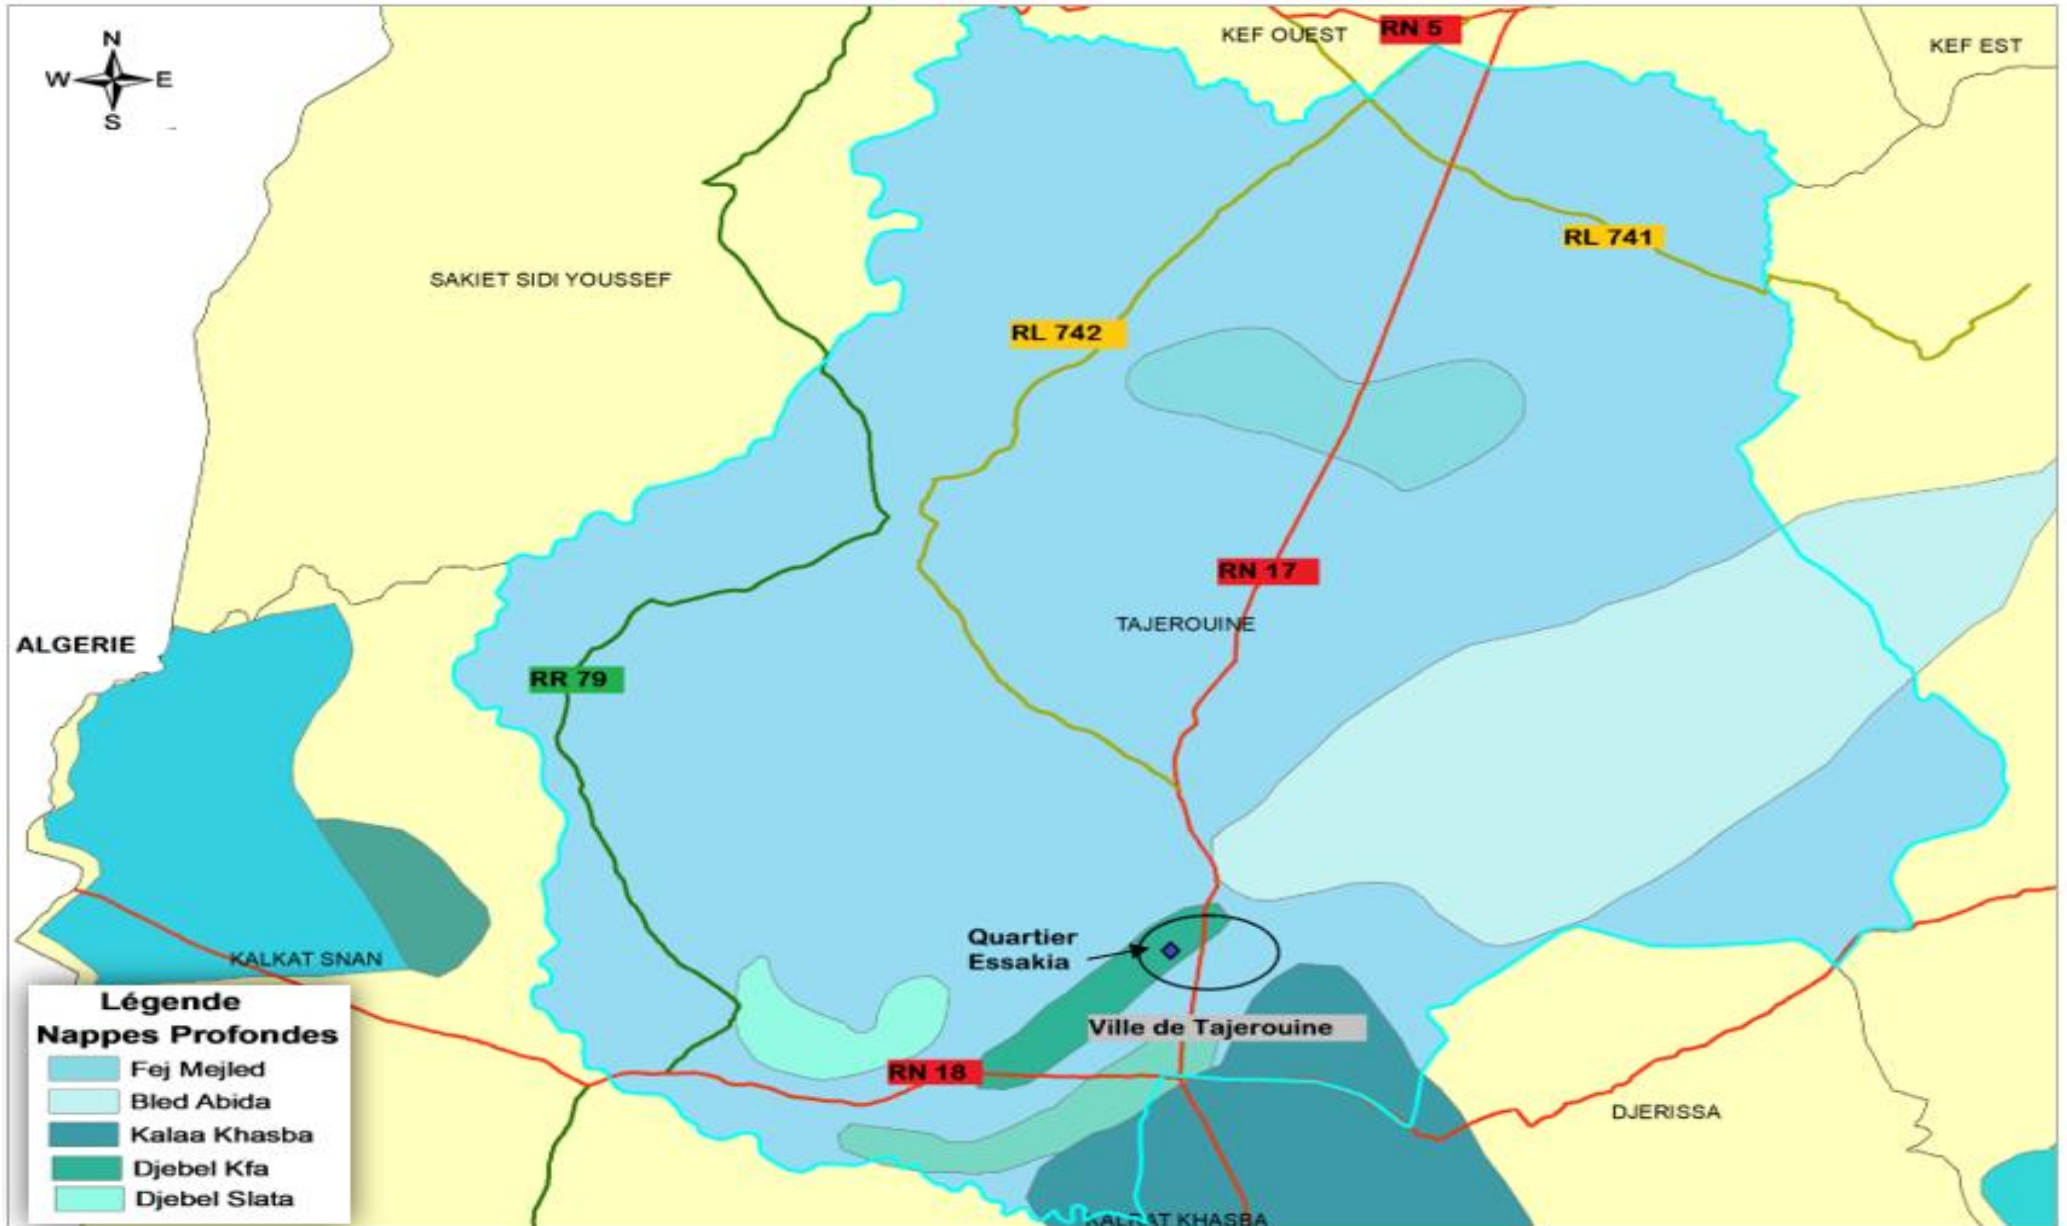 N
W E
S
KEF OUEST
RN 5
KEF EST
RL 741
SAKIET SIDI YOUSSEF
RL 742
RN 17
TAJEROUINE
ALGERIE
RR 79
Quartier
Essakia
KALKAT SNAN
Ville de Tajerouine
RN 18
DJERISSA
KALRAT KHASBA
Légende
Nappes Profondes
Fej Mejled
Bled Abida
Kalaa Khasba
Djebel Kfa
Djebel Slata